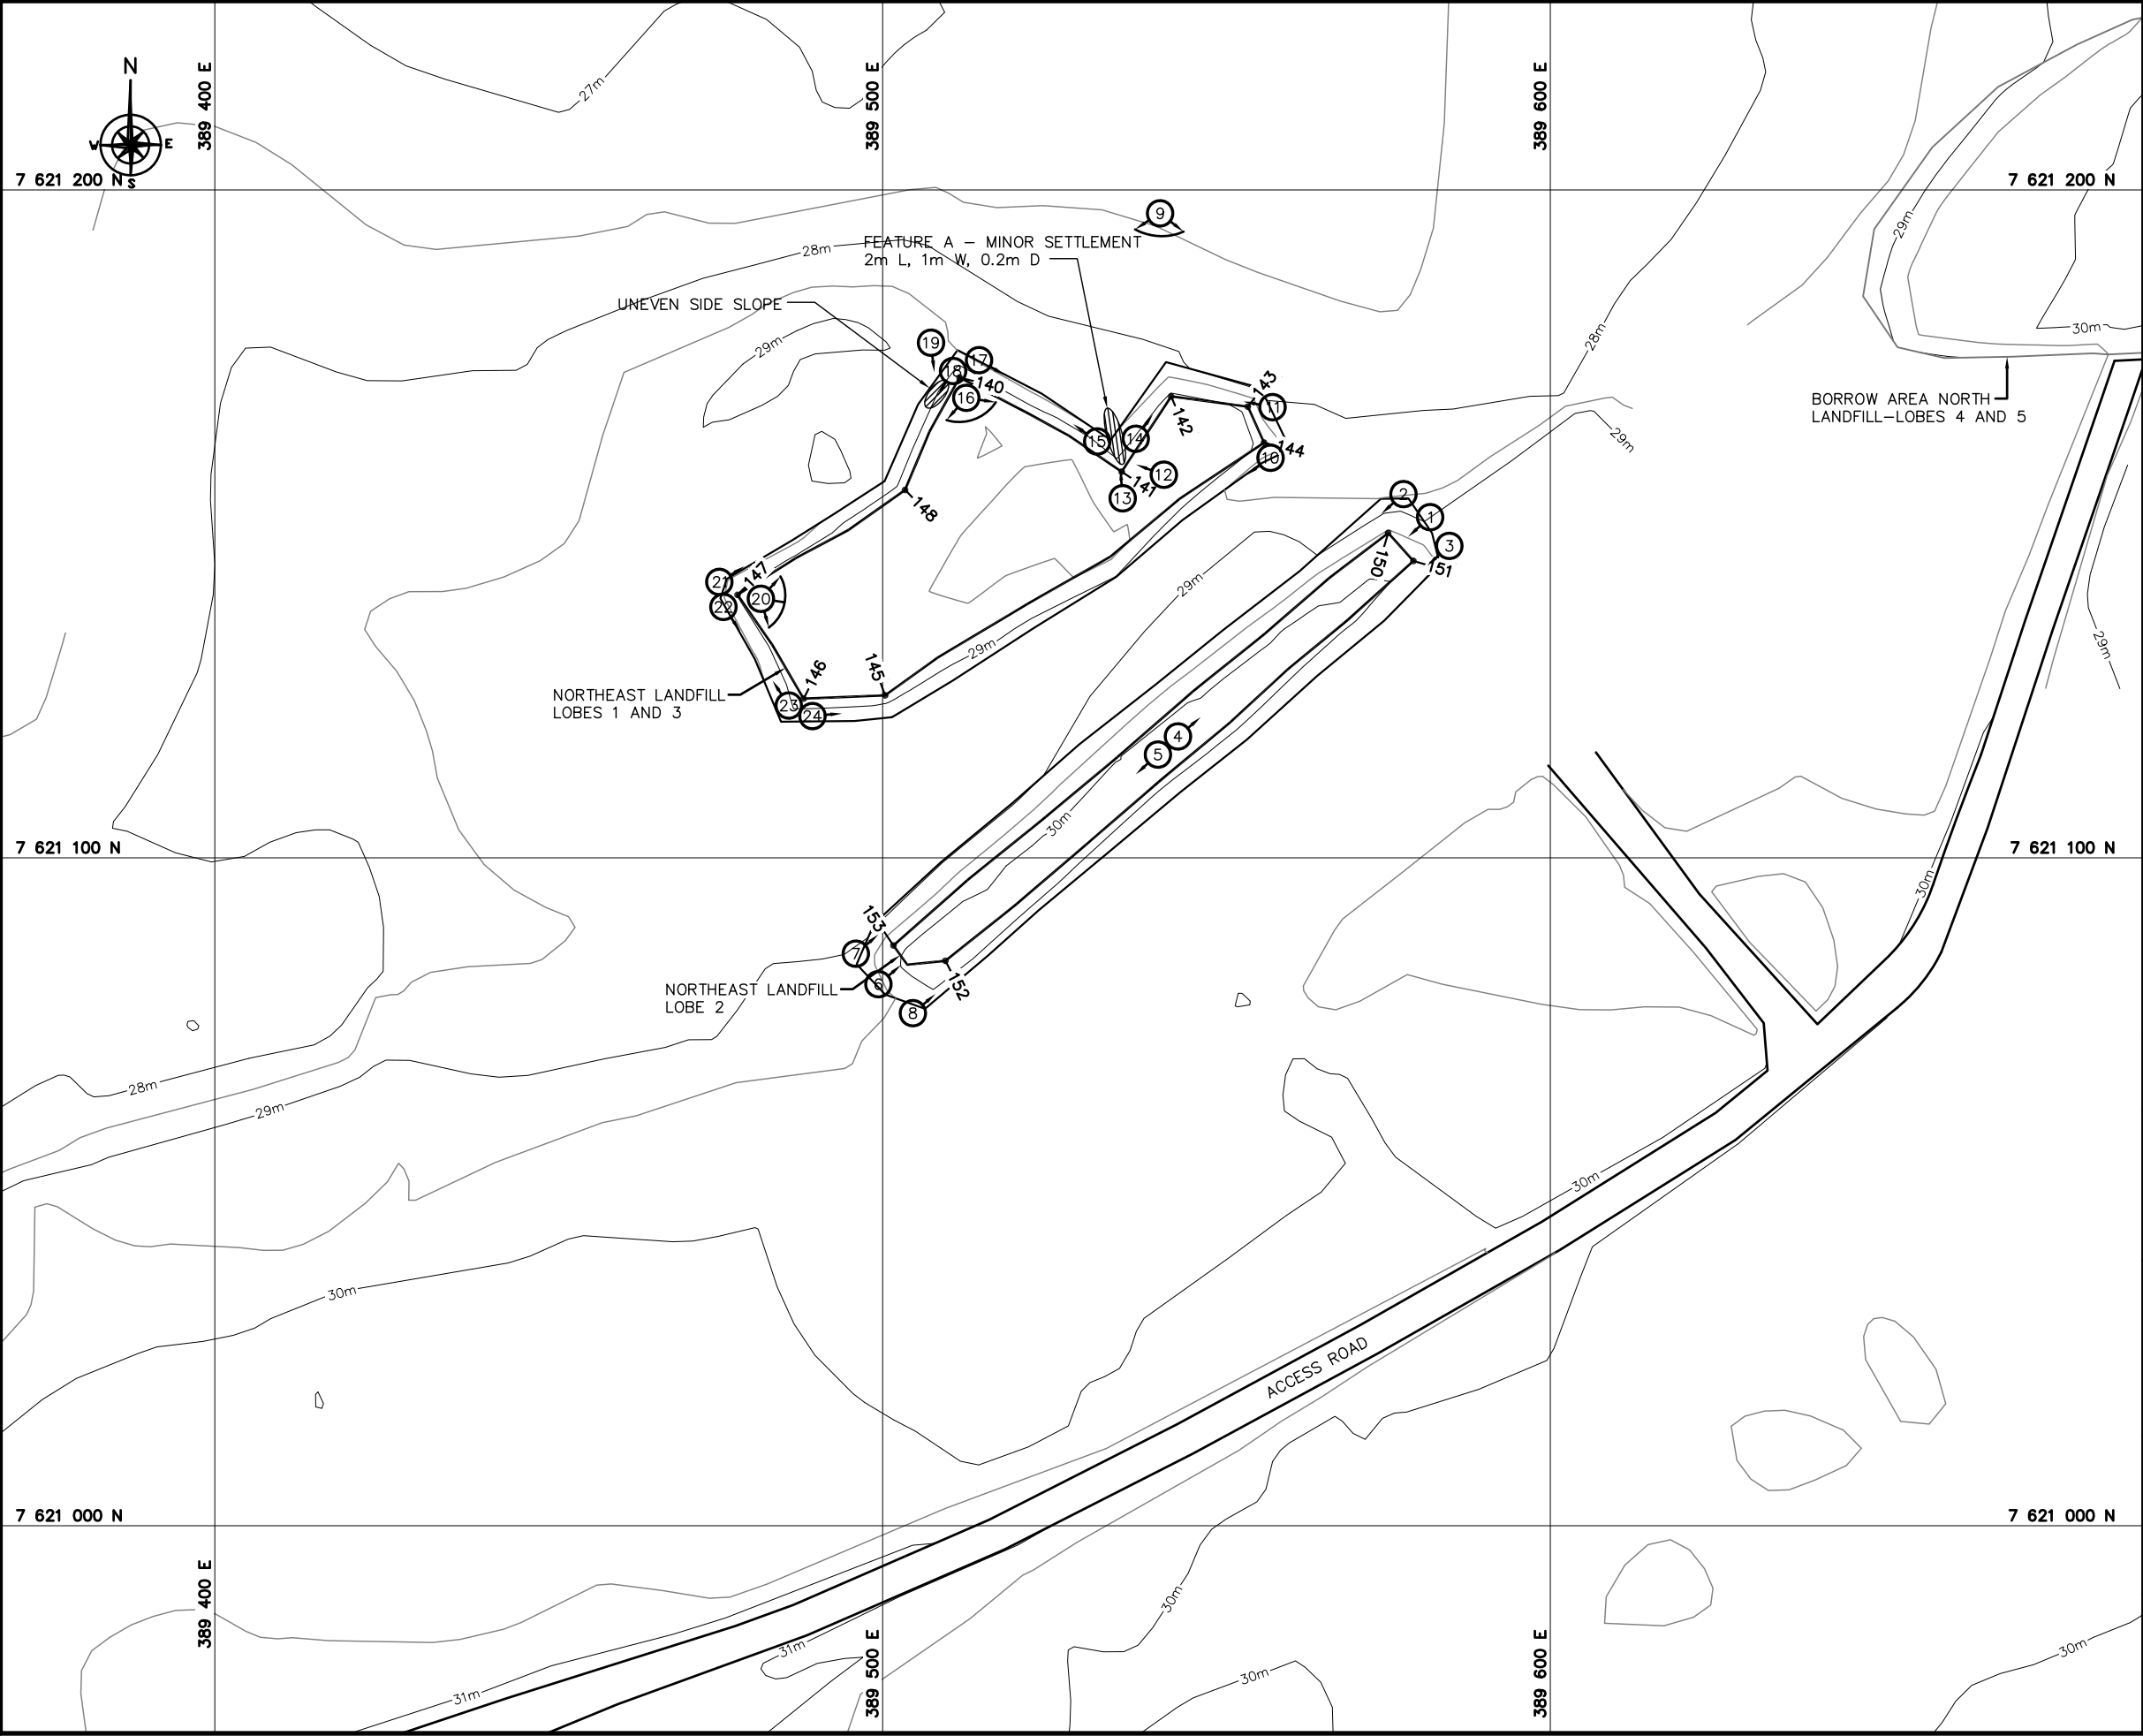 N
W
E
S
389 400 E
389 500 E
389 600 E
7 621 200 N
7 621 200 N
27m
28m
29m
9
FEATURE A – MINOR SETTLEMENT
2m L, 1m W, 0.2m D
UNEVEN SIDE SLOPE
29m
28m
30m
BORROW AREA NORTH
LANDFILL–LOBES 4 AND 5
19
17
18
140
16
143
11
142
15
14
144
10
141
12
13
148
29m
2
1
3
150
151
147
21
20
22
29m
29m
145
146
29m
NORTHEAST LANDFILL
LOBES 1 AND 3
23
24
4
5
30m
7 621 100 N
7 621 100 N
30m
153
7
6
152
8
NORTHEAST LANDFILL
LOBE 2
28m
29m
30m
30m
ACCESS ROAD
7 621 000 N
7 621 000 N
389 400 E
389 500 E
389 600 E
30m
31m
31m
30m
30m